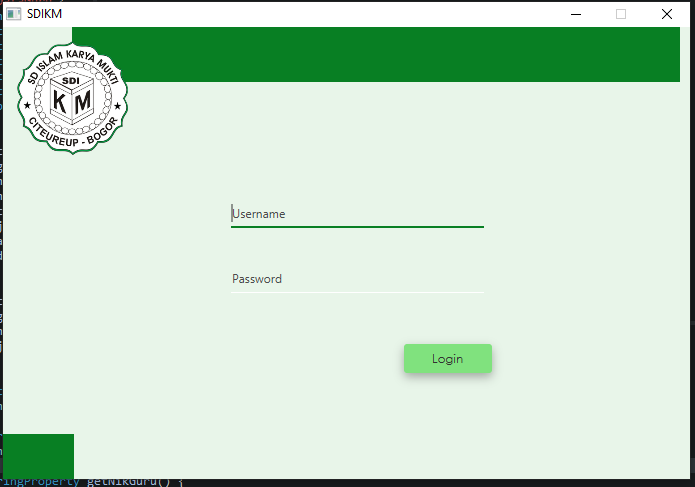 SDIKM
SD ISLAM KARYA MUKTI
SDI
K M
CITEUREUP - BOGOR
Username
Password
Login
ingProperty getNikGuru() {